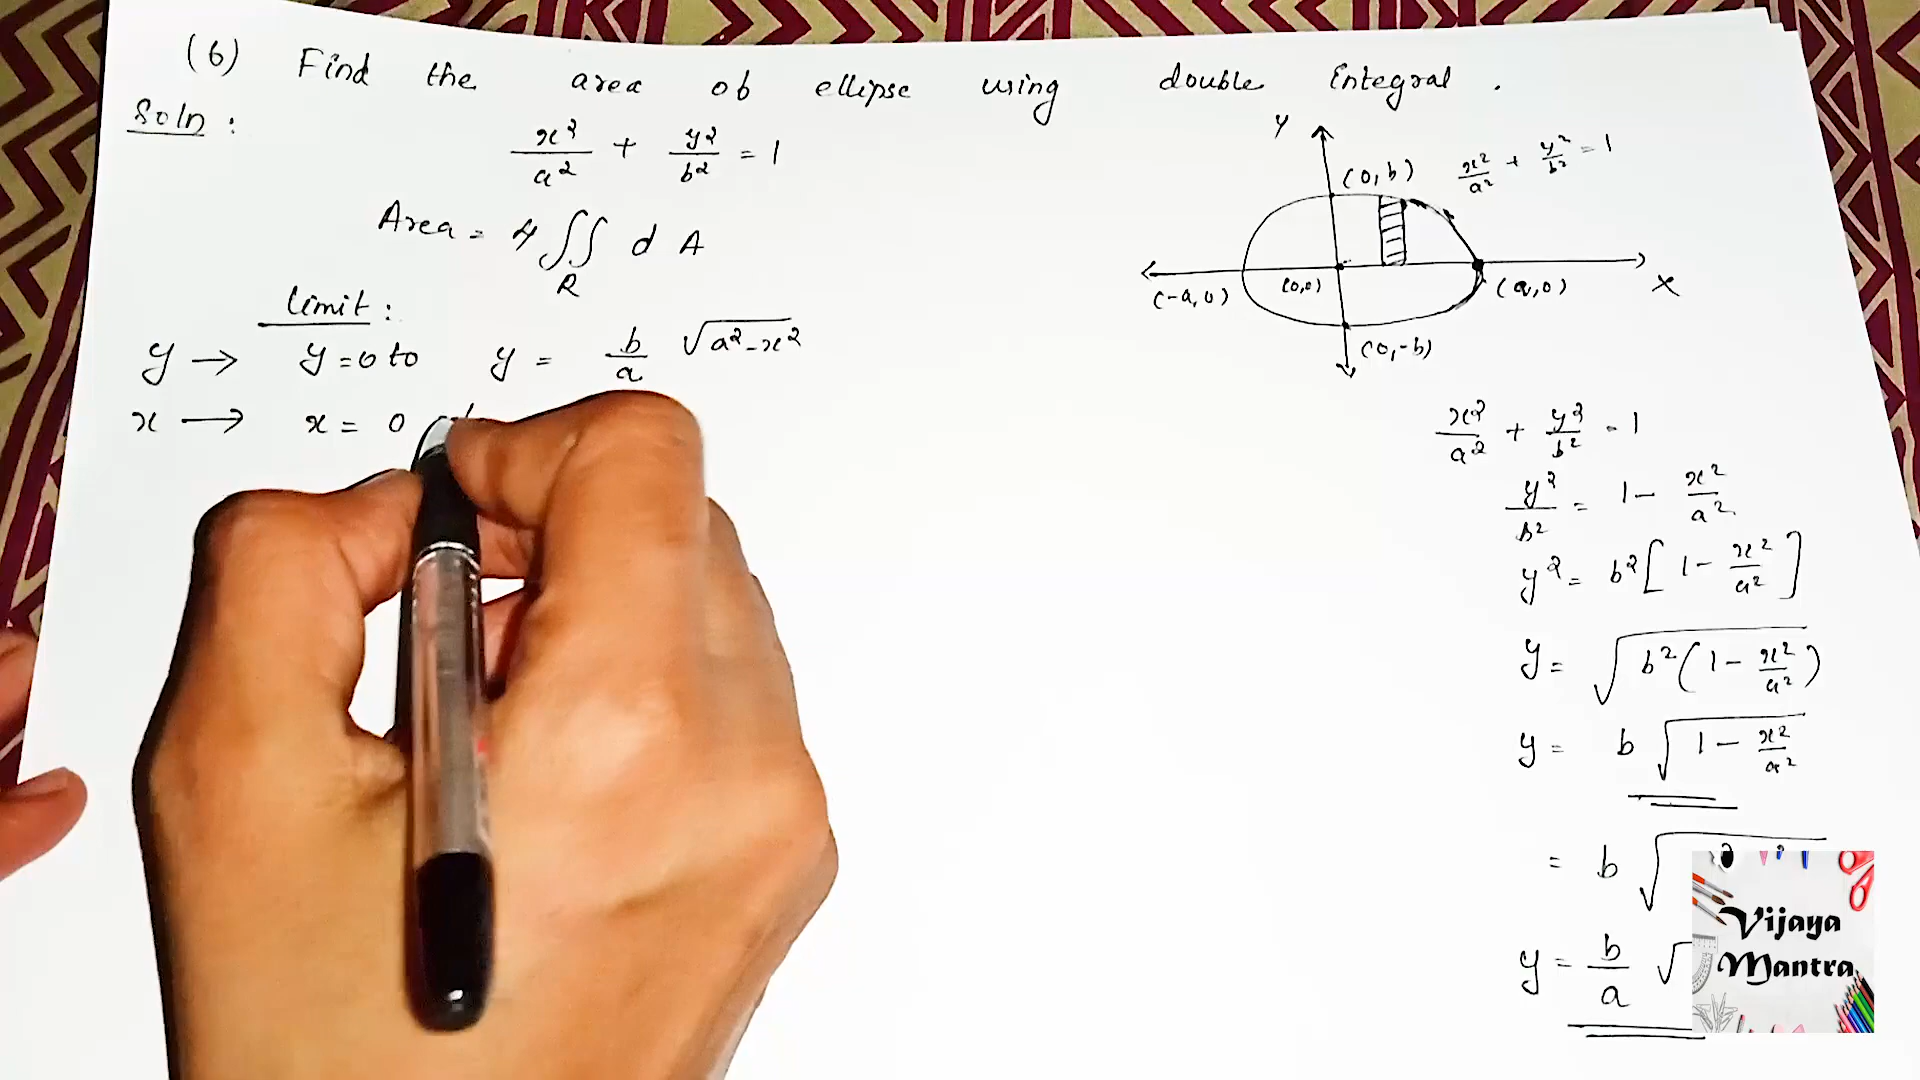 (6) Find the area of ellipse using double integral.
Soln:
x²/a² + y²/b² = 1
Area = 4 ∬ d A
R
limit:
y → y = 0 to y = b/a √a²-x²
x → x = 0
y
(0,b)
x²/a² + y²/b² = 1
(-a,0)
(0,0)
(a,0)
x
(0,-b)
x²/a² + y²/b² = 1
y²/b² = 1 - x²/a²
y² = b² [1 - x²/a²]
y = √b²(1 - x²/a²)
y = b √1 - x²/a²
= b √
y = b/a √
Vijaya
Mantra